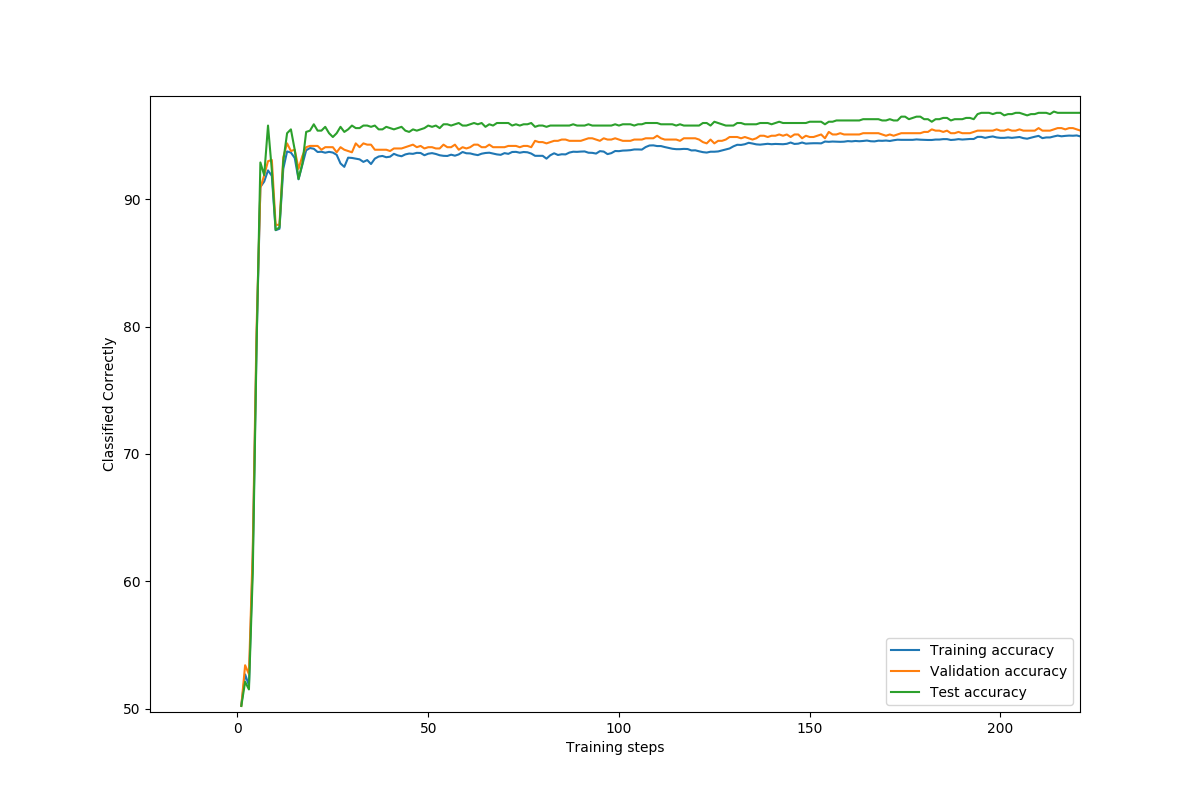 90
80
70
60
50
Classified Correctly
0
50
100
150
200
Training steps
Training accuracy
Validation accuracy
Test accuracy